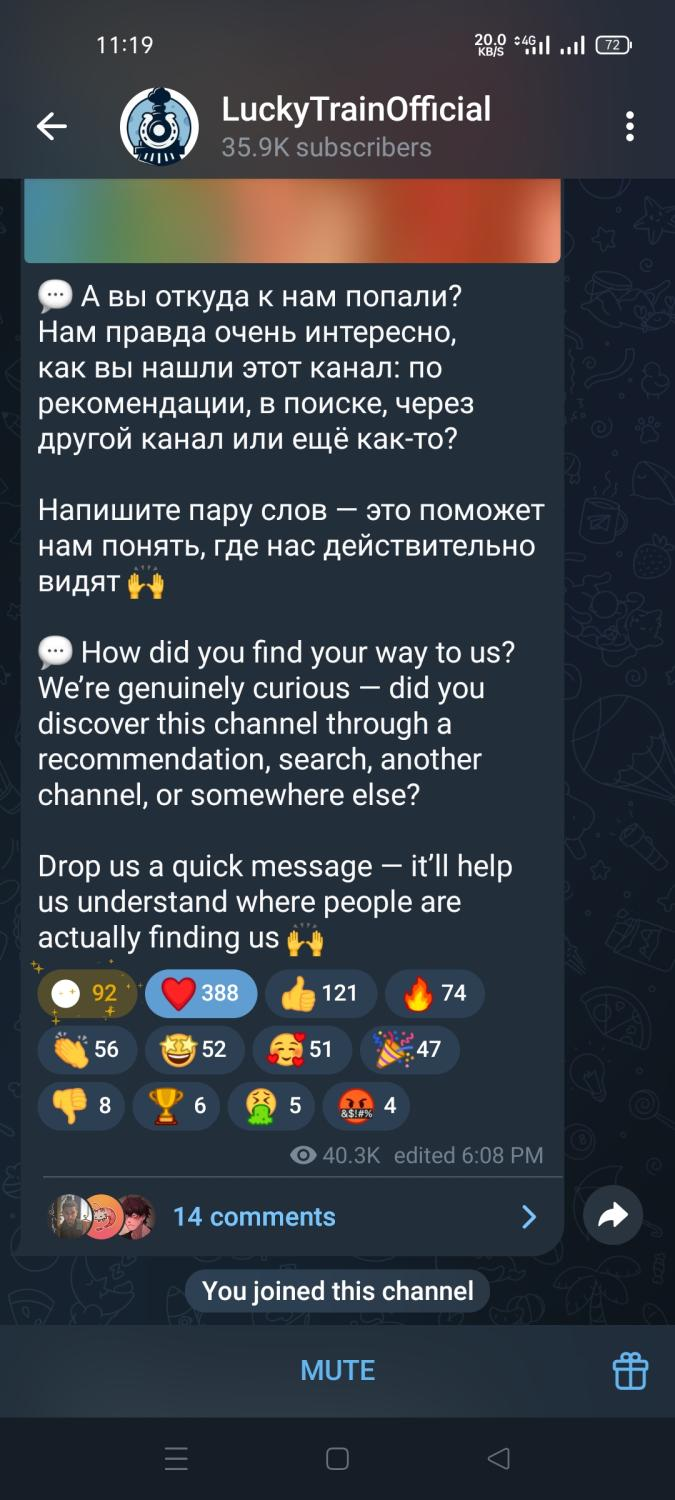 11:19
20.0 KB/S 4G 72
LuckyTrainOfficial
35.9K subscribers
💬 А вы откуда к нам попали?
Нам правда очень интересно,
как вы нашли этот канал: по
рекомендации, в поиске, через
другой канал или ещё как-то?
Напишите пару слов — это поможет
нам понять, где нас действительно
видят 🙌
💬 How did you find your way to us?
We’re genuinely curious — did you
discover this channel through a
recommendation, search, another
channel, or somewhere else?
Drop us a quick message — it’ll help
us understand where people are
actually finding us 🙌
92 ❤️ 388 👍 121 🔥 74
👏 56 🤩 52 🥰 51 🎉 47
👎 8 🏆 6 🤮 5 🤬 4
40.3K edited 6:08 PM
14 comments
You joined this channel
MUTE